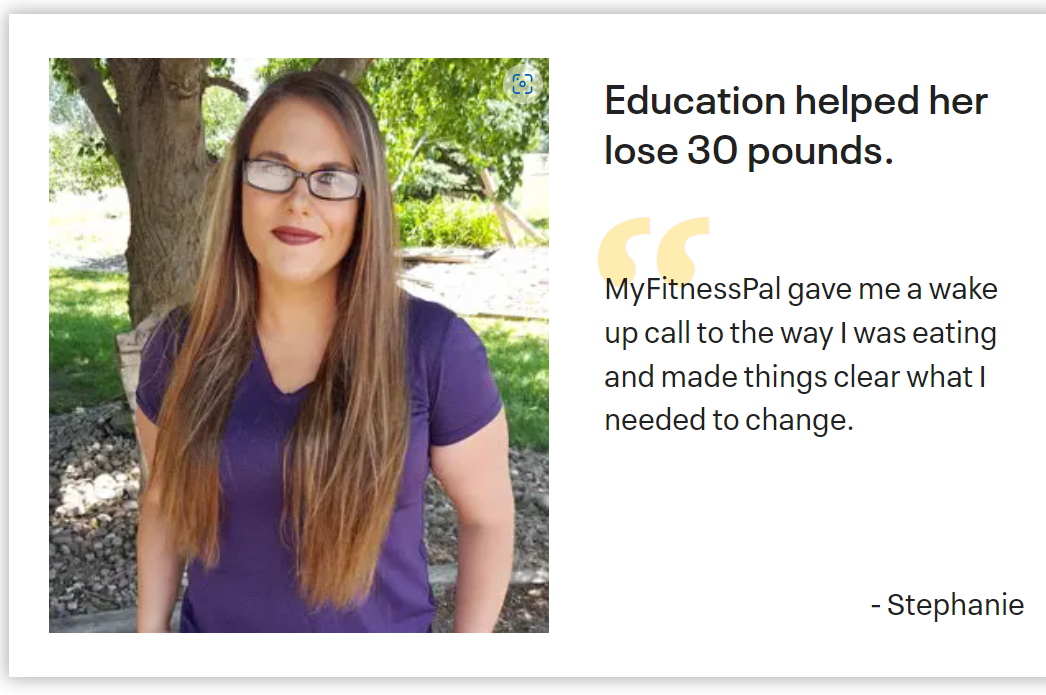 Education helped her
lose 30 pounds.
“
MyFitnessPal gave me a wake
up call to the way I was eating
and made things clear what I
needed to change.
- Stephanie